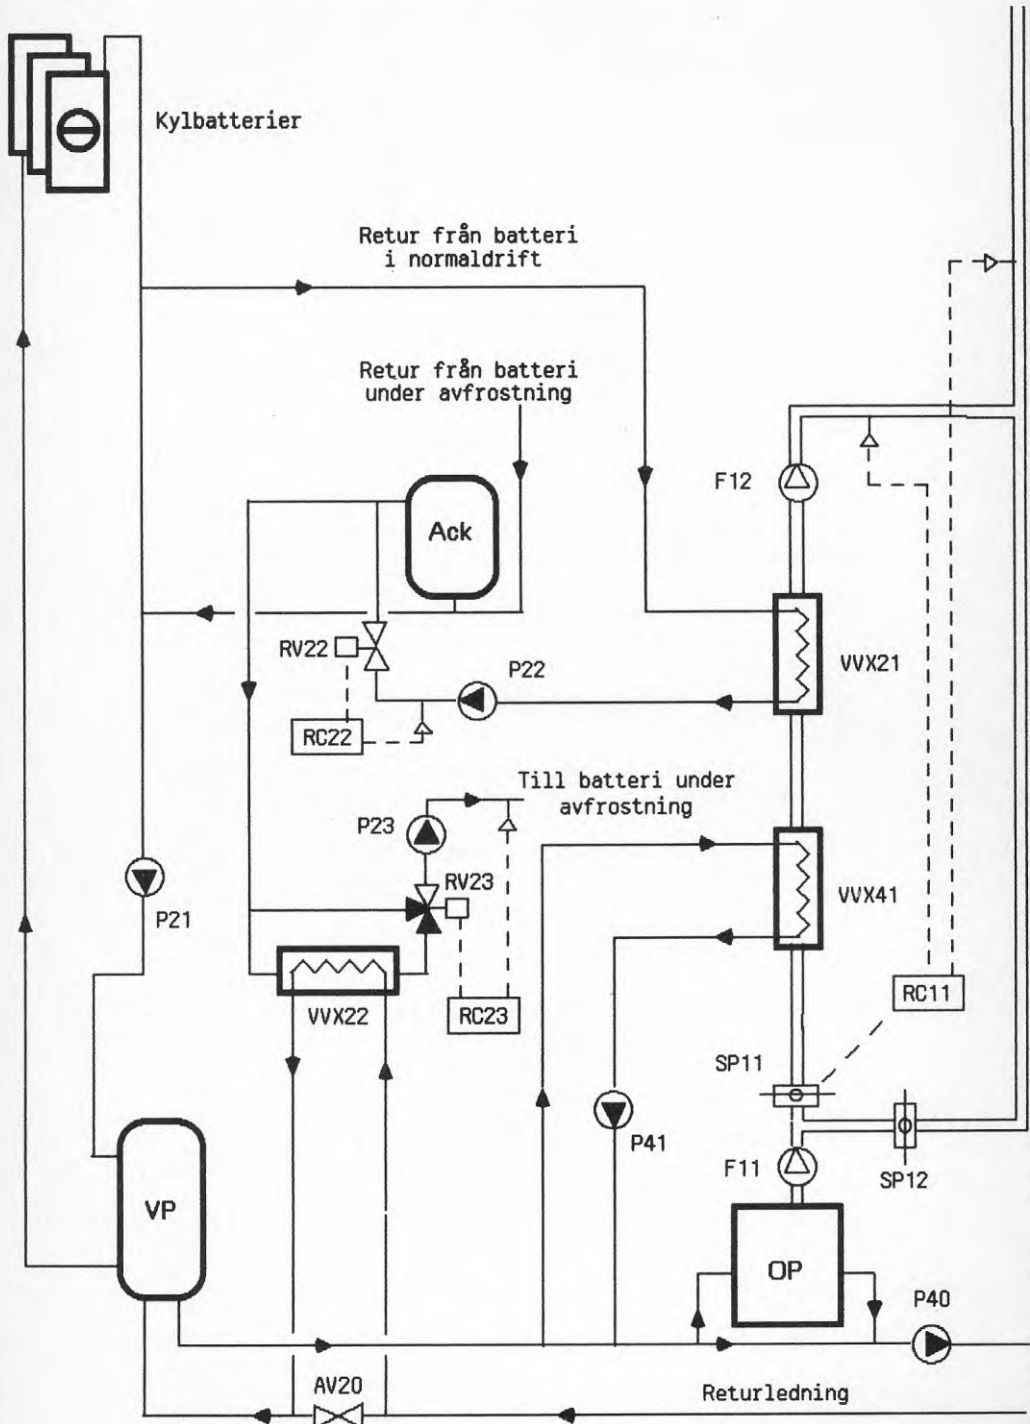 Kylbatterier
Retur från batteri
i normaldrift
Retur från batteri
under avfrostning
F12
Ack
RV22
P22
VVX21
RC22
Till batteri under
avfrostning
P23
RV23
VVX41
P21
RC11
VVX22
RC23
SP11
P41
F11
SP12
VP
OP
P40
AV20
Returledning